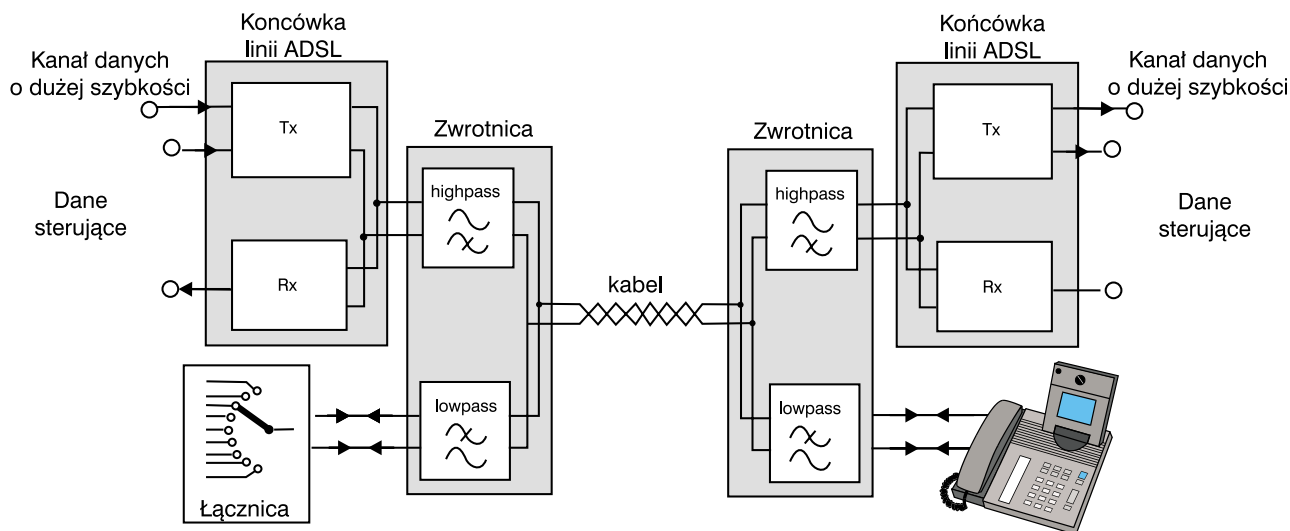 Koncówka
linii ADSL
Kanał danych
o dużej szybkości
Tx
Zwrotnica
highpass
Dane
sterujące
Rx
lowpass
Łącznica
kabel
Końcówka
linii ADSL
Kanał danych
o dużej szybkości
Tx
Zwrotnica
highpass
Dane
sterujące
Rx
lowpass